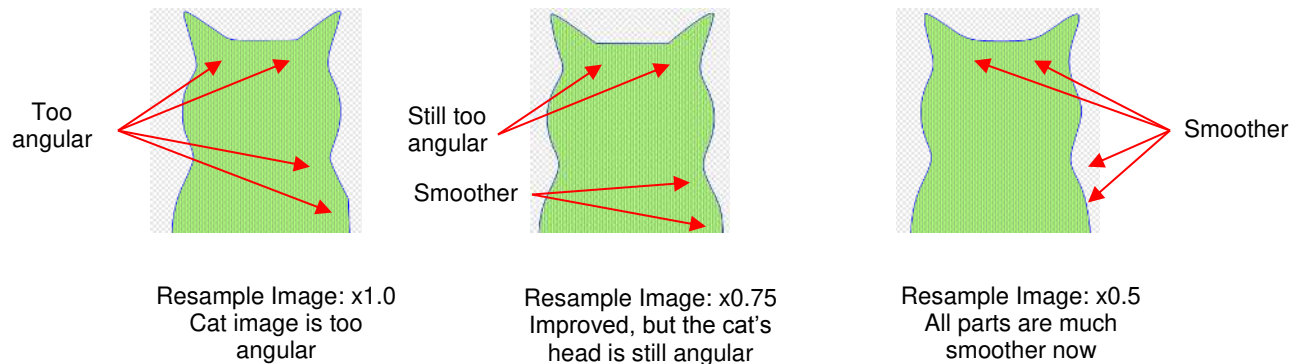 Too
angular
Still too
angular
Smoother
Smoother
Resample Image: x1.0
Cat image is too
angular
Resample Image: x0.75
Improved, but the cat’s
head is still angular
Resample Image: x0.5
All parts are much
smoother now